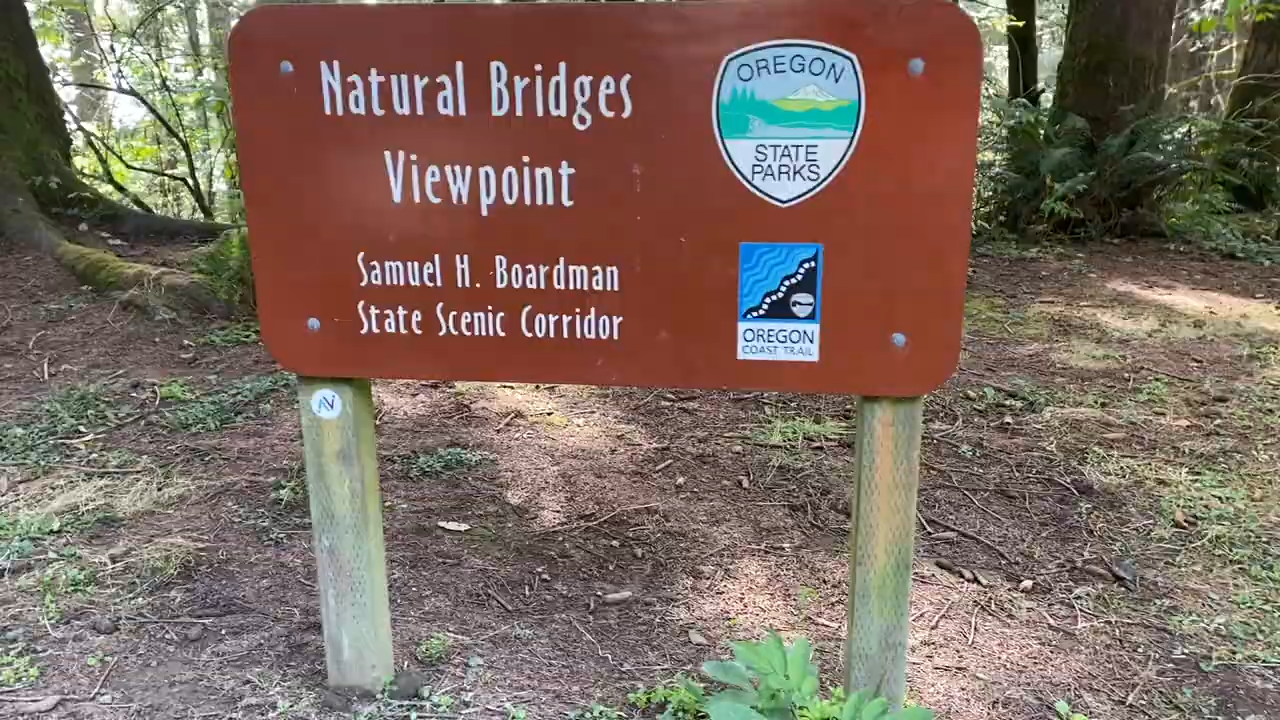 Natural Bridges
Viewpoint
Samuel H. Boardman
State Scenic Corridor
OREGON
STATE
PARKS
OREGON
COAST TRAIL